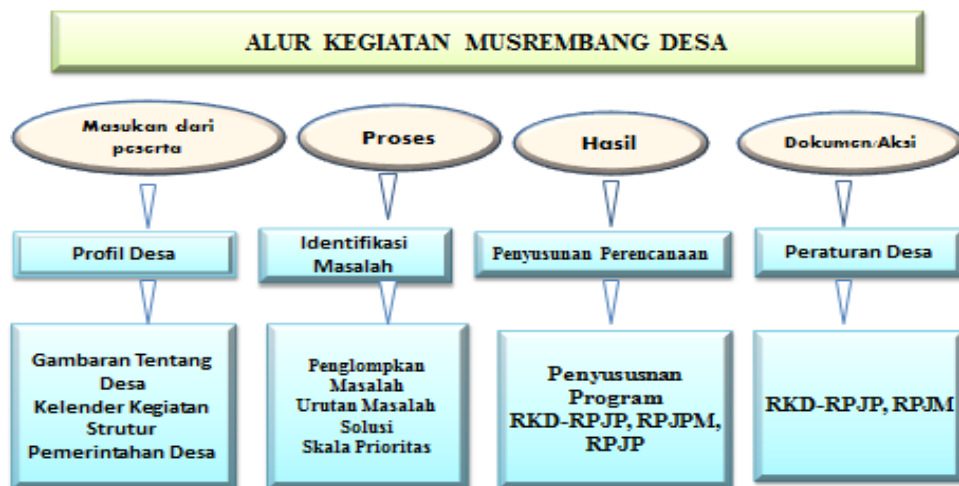 ALUR KEGIATAN MUSREMBANG DESA
Masukan dari
peserta
Proses
Hasil
Dokumen/Aksi
Profil Desa
Identifikasi
Masalah
Penyusunan Perencanaan
Peraturan Desa
Gambaran Tentang
Desa
Kelender Kegiatan
Strutur
Pemerintahan Desa
Penglompkan
Masalah
Urutan Masalah
Solusi
Skala Prioritas
Penyususnan
Program
RKD-RPJP, RPJPM,
RPJP
RKD-RPJP, RPJM